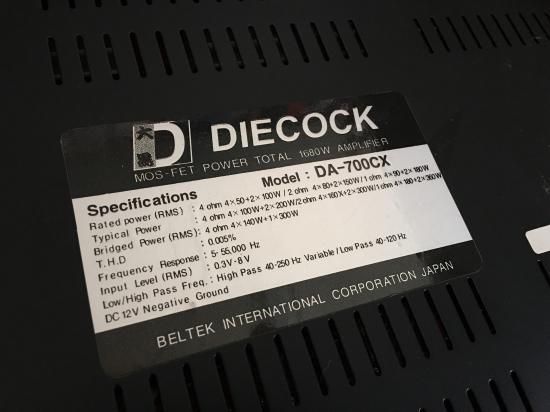 D DIECOCK
MOS-FET POWER TOTAL 1680W AMPLIFIER
Specifications Model : DA-700CX
Rated power (RMS) : 4 ohm 4×50+2×100W / 2 ohm 4×80+2×150W / 1 ohm 4×90+2×180W
Typical Power : 4 ohm 4×100W+2×200W/2 ohm 4×160X+2×300W/1 ohm 4×180+2×360W
Bridged Power (RMS) : 4 ohm 4×140W+1×300W
T.H.D : 0.005%
Frequency Response : 5-55,000 Hz
Input Level (RMS) : 0.3V-8V
Low/High Pass Freq. : High Pass 40-250 Hz Variable / Low Pass 40-120 Hz
DC 12V Negative Ground
BELTEK INTERNATIONAL CORPORATION JAPAN